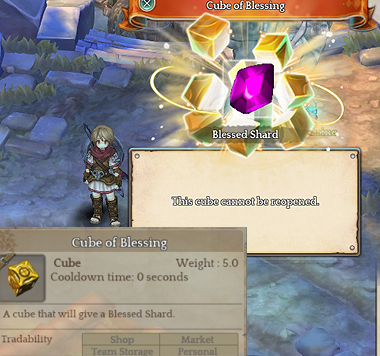 Cube of Blessing
Blessed Shard
This cube cannot be reopened.
Cube of Blessing
Cube Weight : 5.0
Cooldown time: 0 seconds
A cube that will give a Blessed Shard.
Tradability Shop Market
Team Storage Personal